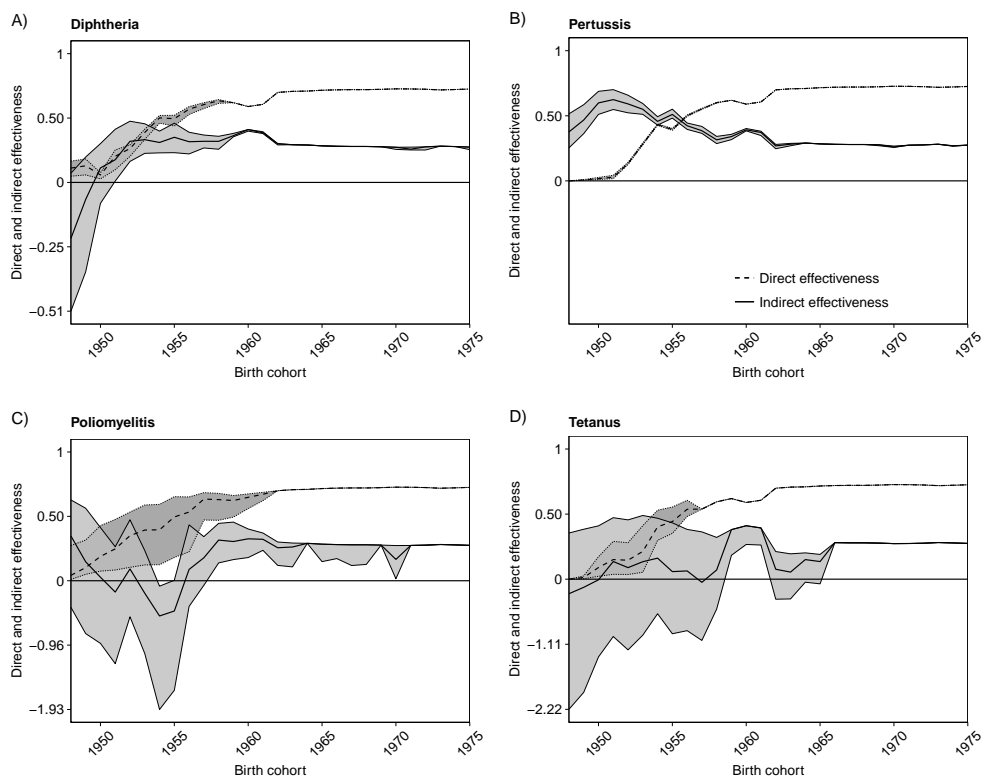 A)
Diphtheria
Direct and indirect effectiveness
1
0.50
0
−0.25
−0.51
1950
1955
1960
1965
1970
1975
Birth cohort
B)
Pertussis
Direct and indirect effectiveness
1
0.50
0
Direct effectiveness
Indirect effectiveness
1950
1955
1960
1965
1970
1975
Birth cohort
C)
Poliomyelitis
Direct and indirect effectiveness
1
0.50
0
−0.96
−1.93
1950
1955
1960
1965
1970
1975
Birth cohort
D)
Tetanus
Direct and indirect effectiveness
1
0.50
0
−1.11
−2.22
1950
1955
1960
1965
1970
1975
Birth cohort